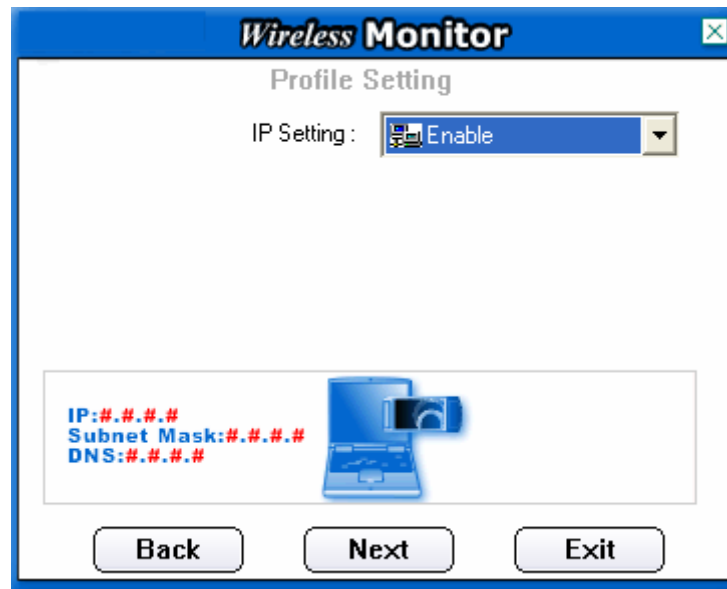 Wireless Monitor
Profile Setting
IP Setting : Enable
IP:#.#.#.#
Subnet Mask:#.#.#.#
DNS:#.#.#.#
Back Next Exit